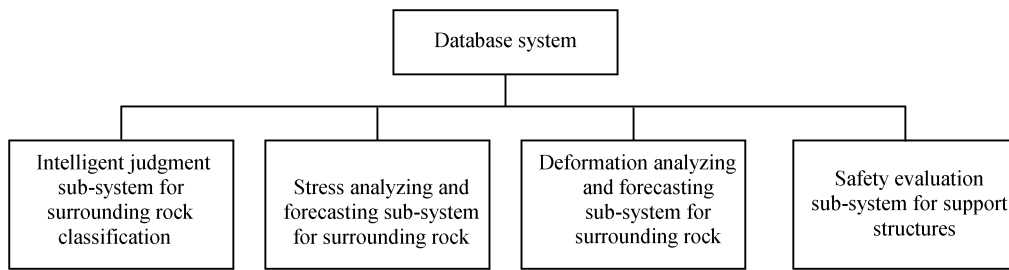 Database system
Intelligent judgment
sub-system for
surrounding rock
classification
Stress analyzing and
forecasting sub-system
for surrounding rock
Deformation analyzing
and forecasting
sub-system for
surrounding rock
Safety evaluation
sub-system for support
structures